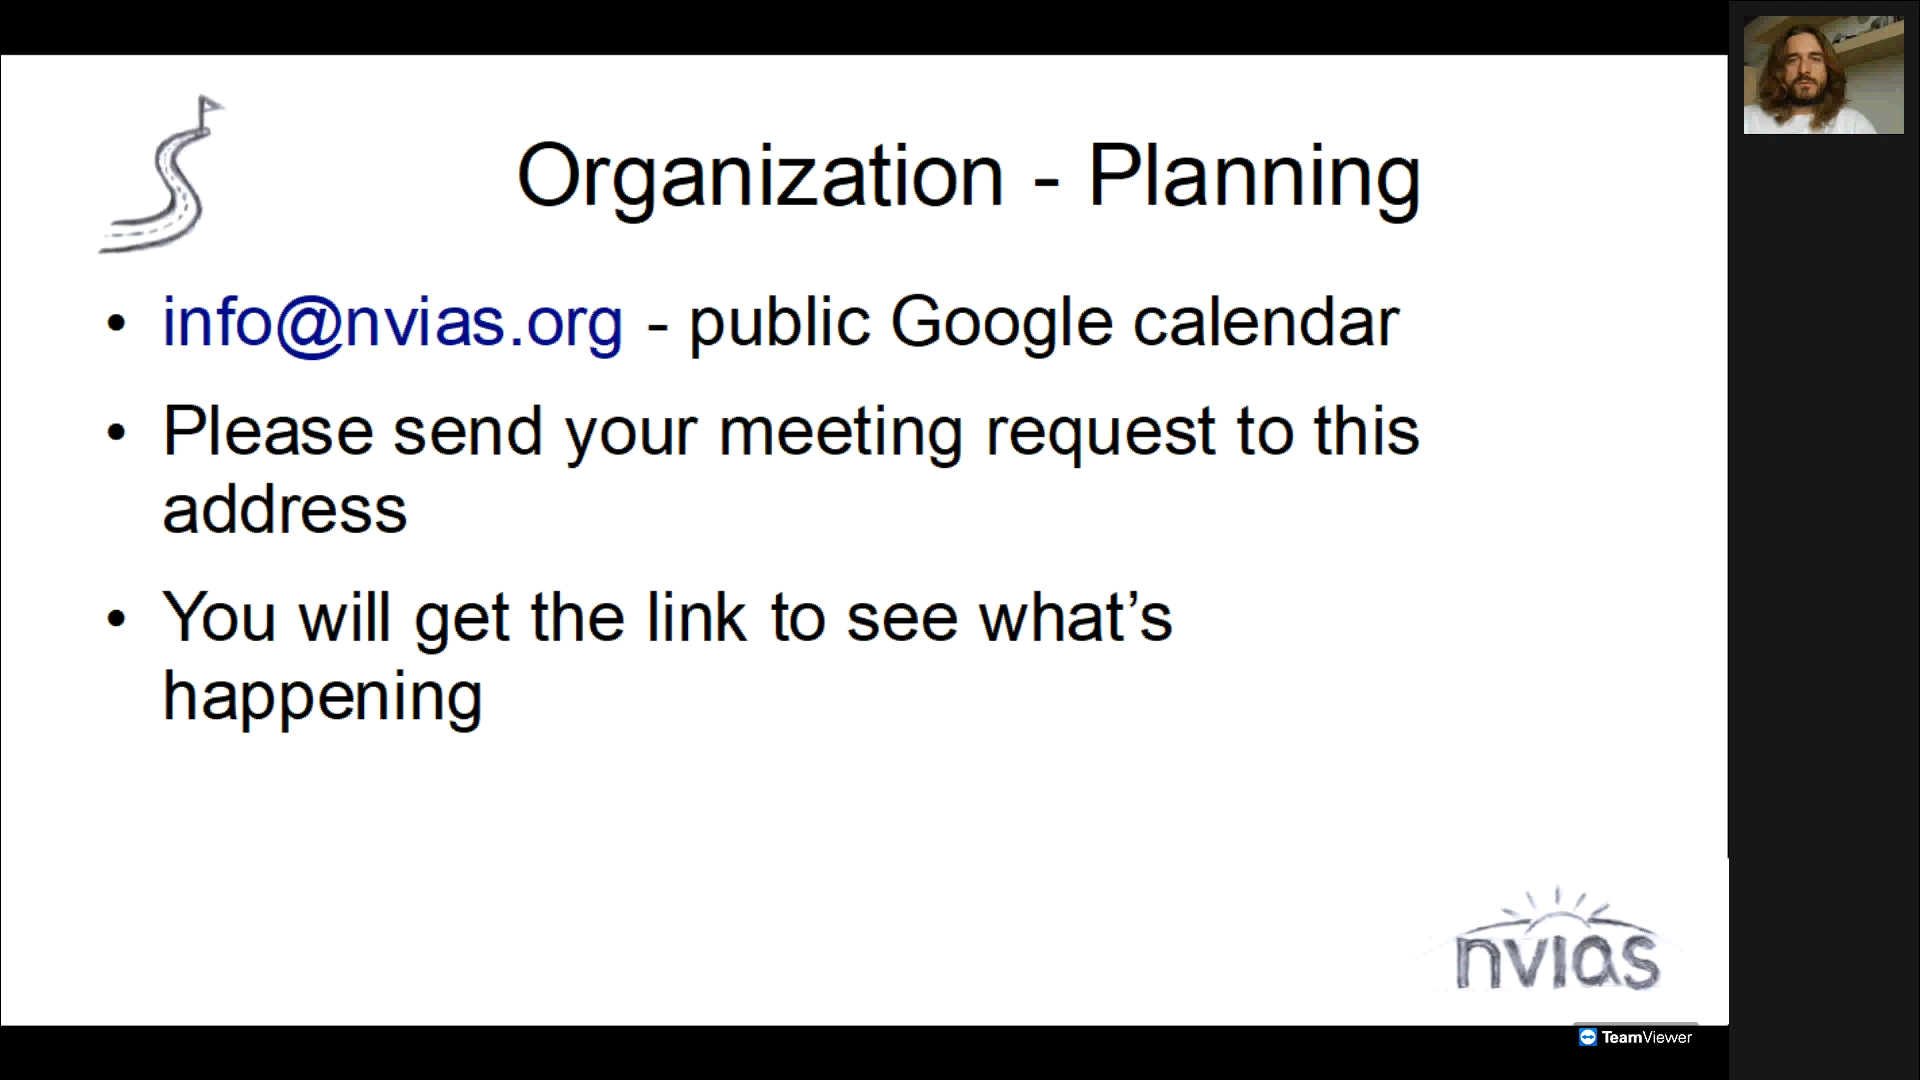 Organization - Planning
• info@nvias.org - public Google calendar
• Please send your meeting request to this
address
• You will get the link to see what’s
happening
nvias
TeamViewer